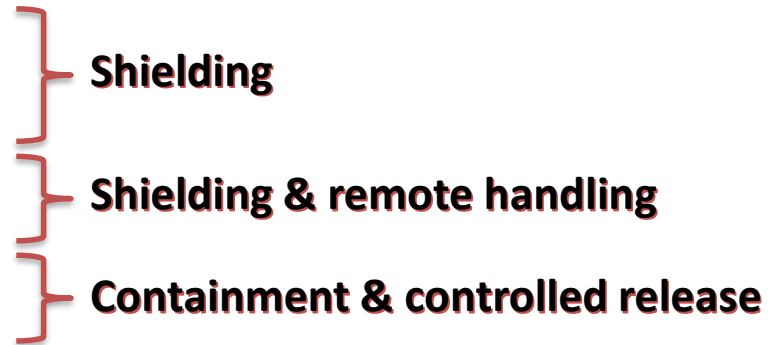 Shielding
Shielding & remote handling
Containment & controlled release